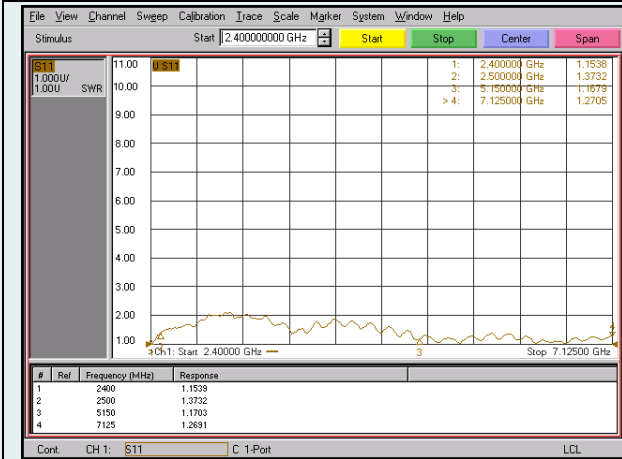 File View Channel Sweep Calibration Trace Scale Marker System Window Help
Stimulus Start 2.400000000 GHz Start Stop Center Span
S11
1.000U/
1.00U SWR
11.00
10.00
9.00
8.00
7.00
6.00
5.00
4.00
3.00
2.00
1.00
U S11
1: 2.400000 GHz 1.1538
2: 2.500000 GHz 1.3732
3: 5.150000 GHz 1.1679
> 4: 7.125000 GHz 1.2705
3
Ch1: Start 2.40000 GHz
Stop 7.12500 GHz
# Ref Frequency (MHz) Response
1 2400 1.1539
2 2500 1.3732
3 5150 1.1703
4 7125 1.2691
Cont. CH 1: S11 C 1-Port LCL